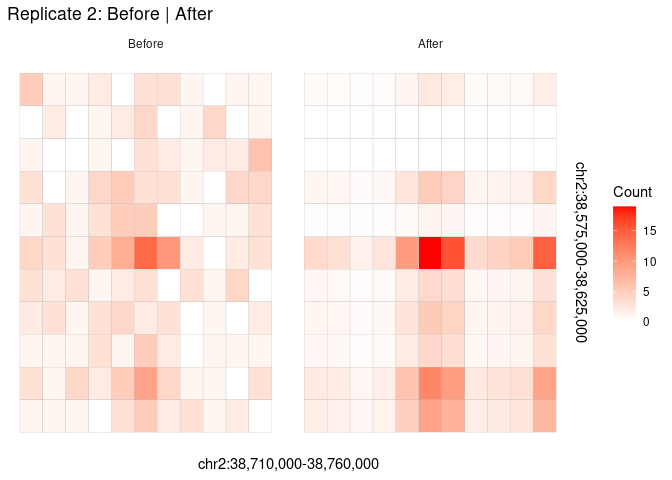 Replicate 2: Before | After
Before
After
chr2:38,575,000-38,625,000
Count
15
10
5
0
chr2:38,710,000-38,760,000